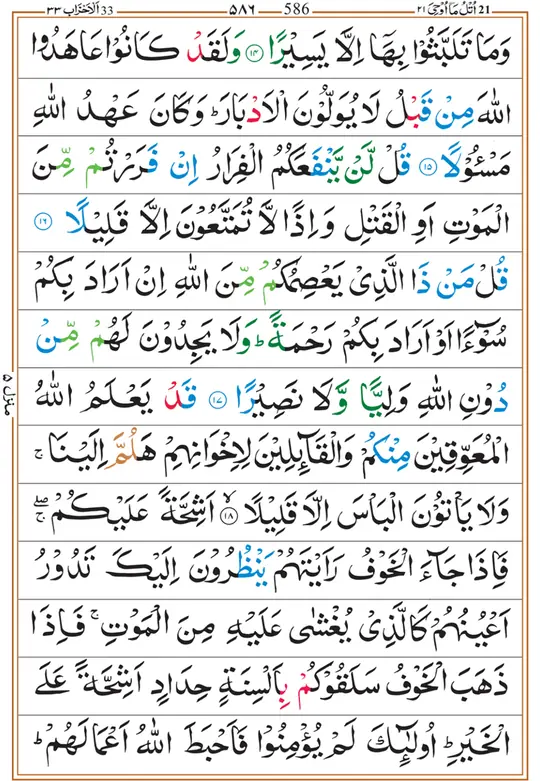 21 اُتْلُ مَاۤ اُوْحِیَ ۲۱ ۵۸۶ 586 33 اَلْاَحْزَاب ۳۳
وَمَا تَلَبَّثُوْا بِهَاۤ اِلَّا یَسِیْرًا ۝۱۴ وَلَقَدْ كَانُوْا عَاهَدُوا
اللّٰهَ مِنْ قَبْلُ لَا یُوَلُّوْنَ الْاَدْبَارَ ؕ وَكَانَ عَهْدُ اللّٰهِ
مَسْـُٔوْلًا ۝۱۵ قُلْ لَّنْ یَّنْفَعَكُمُ الْفِرَارُ اِنْ فَرَرْتُمْ مِّنَ
الْمَوْتِ اَوِ الْقَتْلِ وَاِذًا لَّا تُمَتَّعُوْنَ اِلَّا قَلِیْلًا ۝۱۶
قُلْ مَنْ ذَا الَّذِیْ یَعْصِمُكُمْ مِّنَ اللّٰهِ اِنْ اَرَادَ بِكُمْ
سُوْٓءًا اَوْ اَرَادَ بِكُمْ رَحْمَةً ؕ وَلَا یَجِدُوْنَ لَهُمْ مِّنْ
دُوْنِ اللّٰهِ وَلِیًّا وَّلَا نَصِیْرًا ۝۱۷ قَدْ یَعْلَمُ اللّٰهُ
الْمُعَوِّقِیْنَ مِنْكُمْ وَالْقَآىِٕلِیْنَ لِاِخْوَانِهِمْ هَلُمَّ اِلَیْنَا ۚ
وَلَا یَاْتُوْنَ الْبَاْسَ اِلَّا قَلِیْلًا ۙ۝۱۸ اَشِحَّةً عَلَیْكُمْ ۖۚ
فَاِذَا جَآءَ الْخَوْفُ رَاَیْتَهُمْ یَنْظُرُوْنَ اِلَیْكَ تَدُوْرُ
اَعْیُنُهُمْ كَالَّذِیْ یُغْشٰی عَلَیْهِ مِنَ الْمَوْتِ ۚ فَاِذَا
ذَهَبَ الْخَوْفُ سَلَقُوْكُمْ بِاَلْسِنَةٍ حِدَادٍ اَشِحَّةً عَلَی
الْخَیْرِ ؕ اُولٰٓىِٕكَ لَمْ یُؤْمِنُوْا فَاَحْبَطَ اللّٰهُ اَعْمَالَهُمْ ؕ
منزل ۵